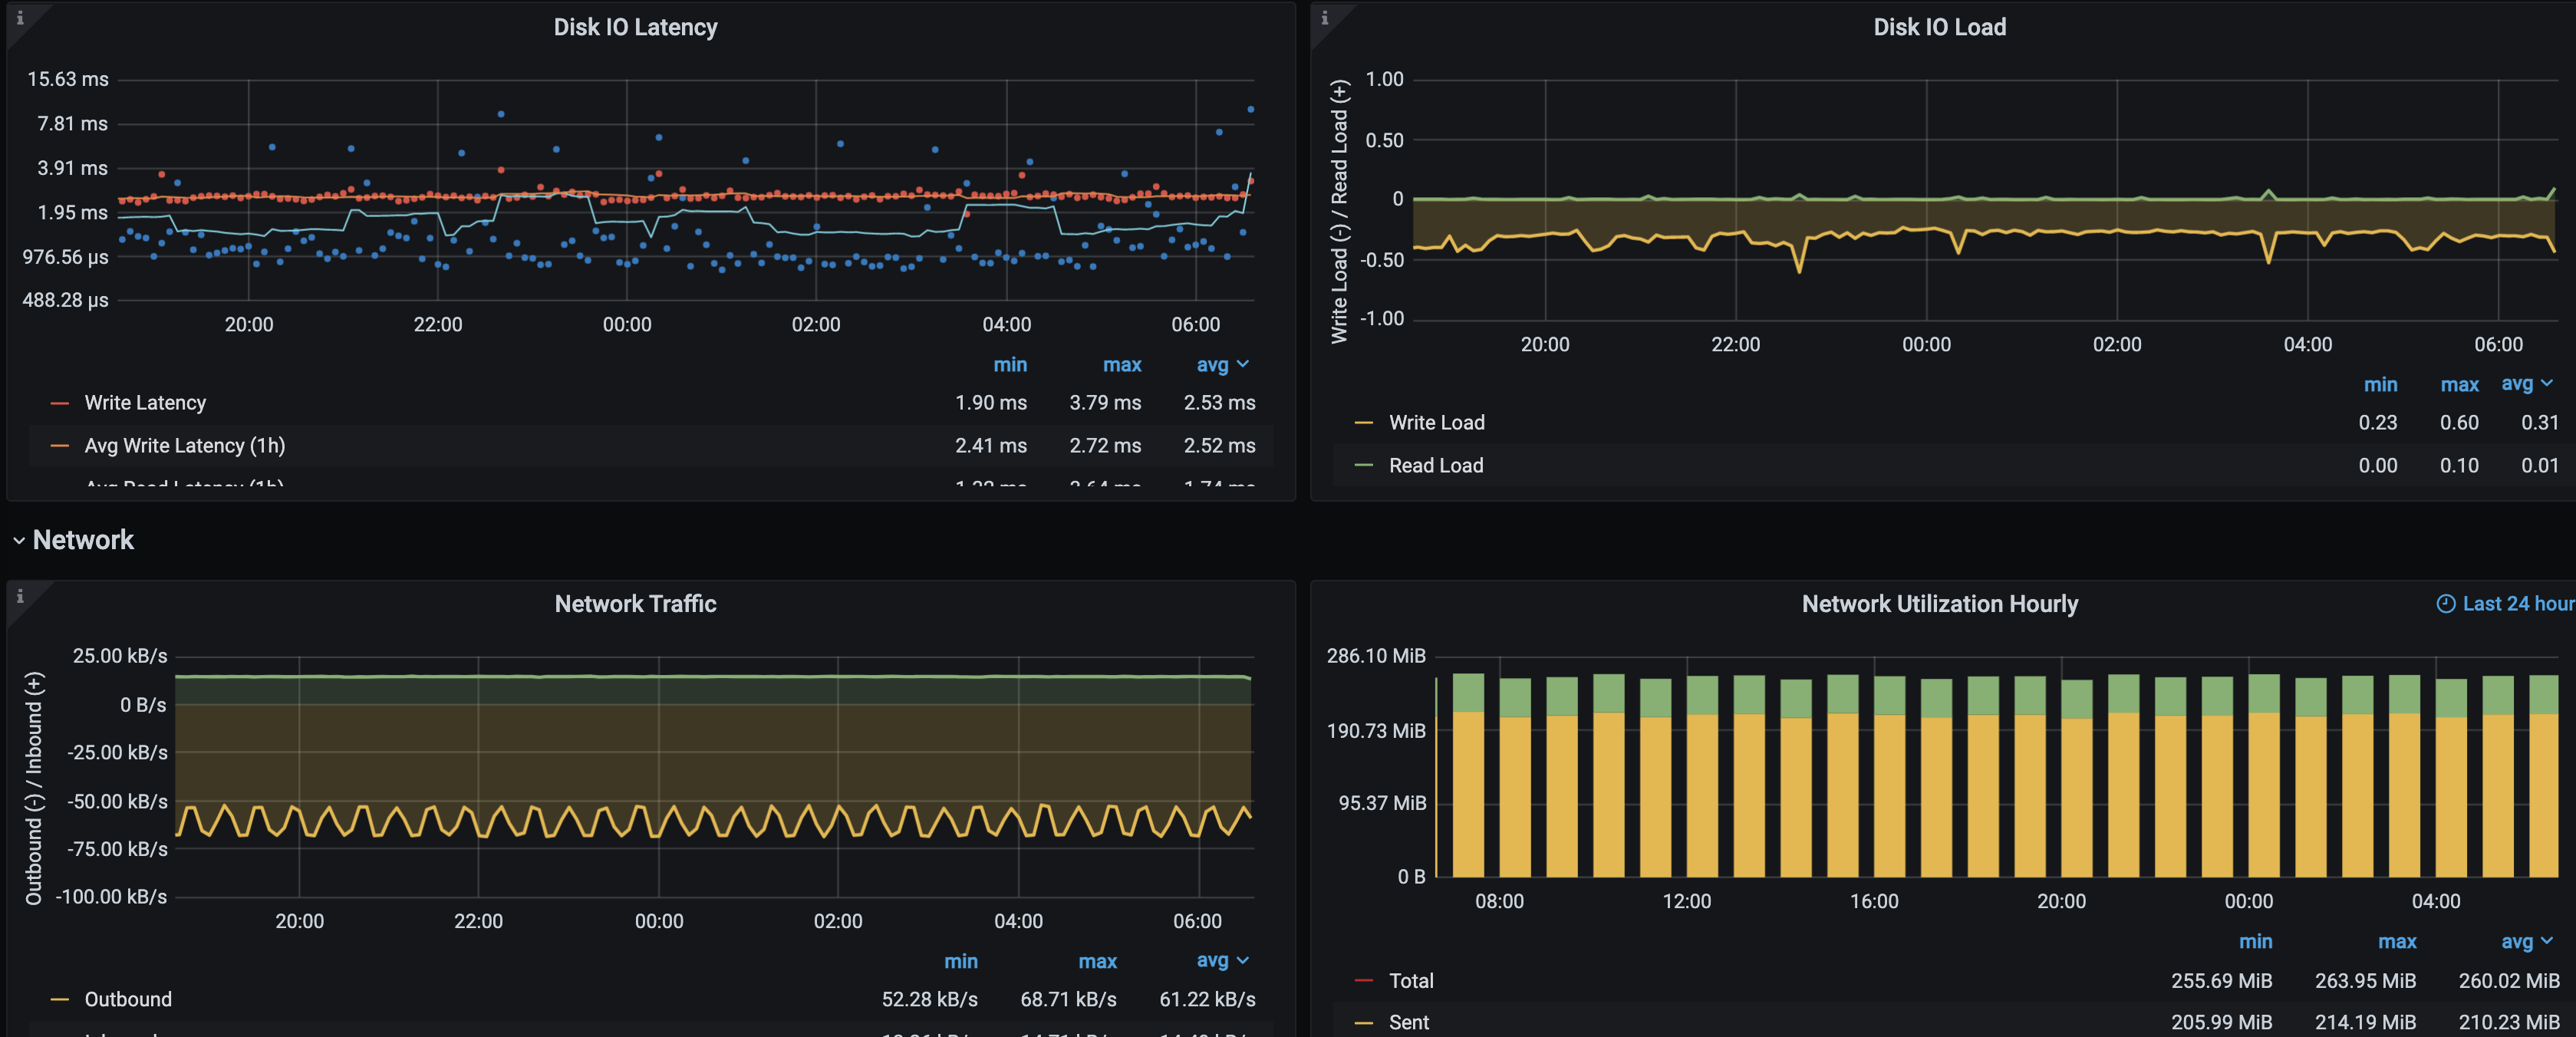 Disk IO Latency
15.63 ms
7.81 ms
3.91 ms
1.95 ms
976.56 µs
488.28 µs
20:00 22:00 00:00 02:00 04:00 06:00
min max avg
Write Latency 1.90 ms 3.79 ms 2.53 ms
Avg Write Latency (1h) 2.41 ms 2.72 ms 2.52 ms
Avg Read Latency (1h)
Disk IO Load
Write Load (-) / Read Load (+)
1.00
0.50
0
-0.50
-1.00
20:00 22:00 00:00 02:00 04:00 06:00
min max avg
Write Load 0.23 0.60 0.31
Read Load 0.00 0.10 0.01
Network
Network Traffic
Outbound (-) / Inbound (+)
25.00 kB/s
0 B/s
-25.00 kB/s
-50.00 kB/s
-75.00 kB/s
-100.00 kB/s
20:00 22:00 00:00 02:00 04:00 06:00
min max avg
Outbound 52.28 kB/s 68.71 kB/s 61.22 kB/s
Network Utilization Hourly
Last 24 hour
286.10 MiB
190.73 MiB
95.37 MiB
0 B
08:00 12:00 16:00 20:00 00:00 04:00
min max avg
Total 255.69 MiB 263.95 MiB 260.02 MiB
Sent 205.99 MiB 214.19 MiB 210.23 MiB